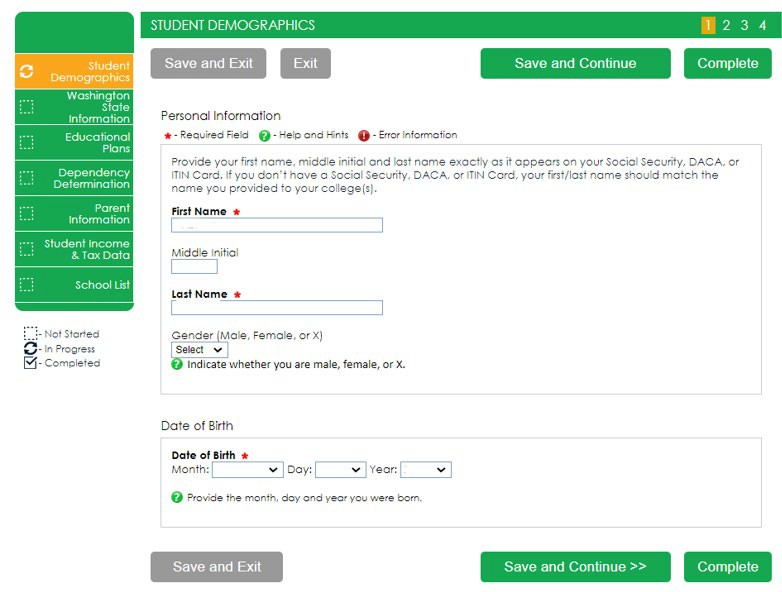 STUDENT DEMOGRAPHICS
1 2 3 4
Student
Demographics
Washington
State
Information
Educational
Plans
Dependency
Determination
Parent
Information
Student Income
& Tax Data
School List
- Not Started
- In Progress
- Completed
Save and Exit
Exit
Save and Continue
Complete
Personal Information
* - Required Field ? - Help and Hints ! - Error Information
Provide your first name, middle initial and last name exactly as it appears on your Social Security, DACA, or
ITIN Card. If you don't have a Social Security, DACA, or ITIN Card, your first/last name should match the
name you provided to your college(s).
First Name *
Middle Initial
Last Name *
Gender (Male, Female, or X)
Select
? Indicate whether you are male, female, or X.
Date of Birth
Date of Birth *
Month: Day: Year:
? Provide the month, day and year you were born.
Save and Exit
Save and Continue >>
Complete